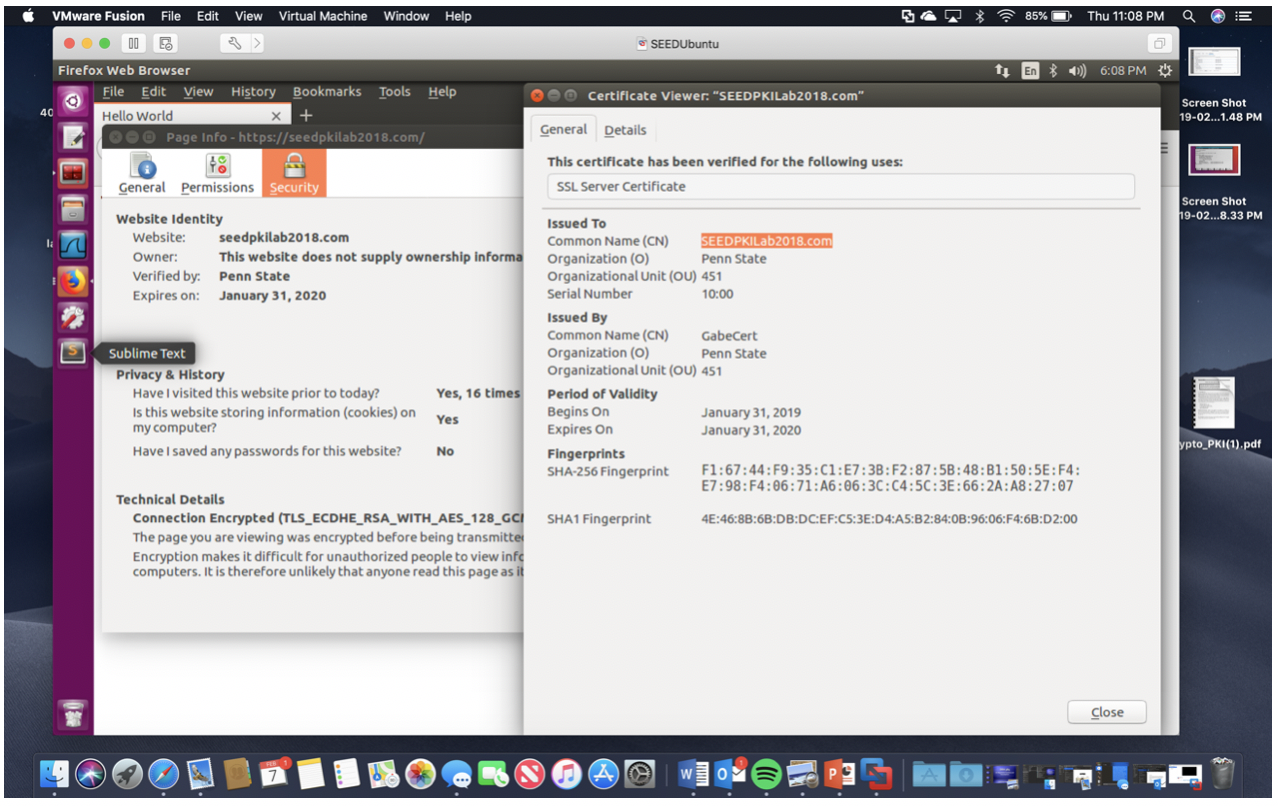 VMware Fusion File Edit View Virtual Machine Window Help 85% Thu 11:08 PM
SEEDUbuntu
Firefox Web Browser En 6:08 PM
File Edit View History Bookmarks Tools Help
Hello World
Page Info - https://seedpkilab2018.com/
General Permissions Security
Website Identity
Website: seedpkilab2018.com
Owner: This website does not supply ownership informa
Verified by: Penn State
Expires on: January 31, 2020
Sublime Text
Privacy & History
Have I visited this website prior to today? Yes, 16 times
Is this website storing information (cookies) on
my computer? Yes
Have I saved any passwords for this website? No
Technical Details
Connection Encrypted (TLS_ECDHE_RSA_WITH_AES_128_GC
The page you are viewing was encrypted before being transmitte
Encryption makes it difficult for unauthorized people to view info
computers. It is therefore unlikely that anyone read this page as it
Certificate Viewer: “SEEDPKILab2018.com”
General Details
This certificate has been verified for the following uses:
SSL Server Certificate
Issued To
Common Name (CN) SEEDPKILab2018.com
Organization (O) Penn State
Organizational Unit (OU) 451
Serial Number 10:00
Issued By
Common Name (CN) GabeCert
Organization (O) Penn State
Organizational Unit (OU) 451
Period of Validity
Begins On January 31, 2019
Expires On January 31, 2020
Fingerprints
SHA-256 Fingerprint F1:67:44:F9:35:C1:E7:3B:F2:87:5B:48:B1:50:5E:F4:
E7:98:F4:06:71:A6:06:3C:C4:5C:3E:66:2A:A8:27:07
SHA1 Fingerprint 4E:46:8B:6B:DB:DC:EF:C5:3E:D4:A5:B2:84:0B:96:06:F4:6B:D2:00
Close
Screen Shot
19-02...1.48 PM
Screen Shot
19-02...8.33 PM
ypto_PKI(1).pdf
40
FEB 1
7
1